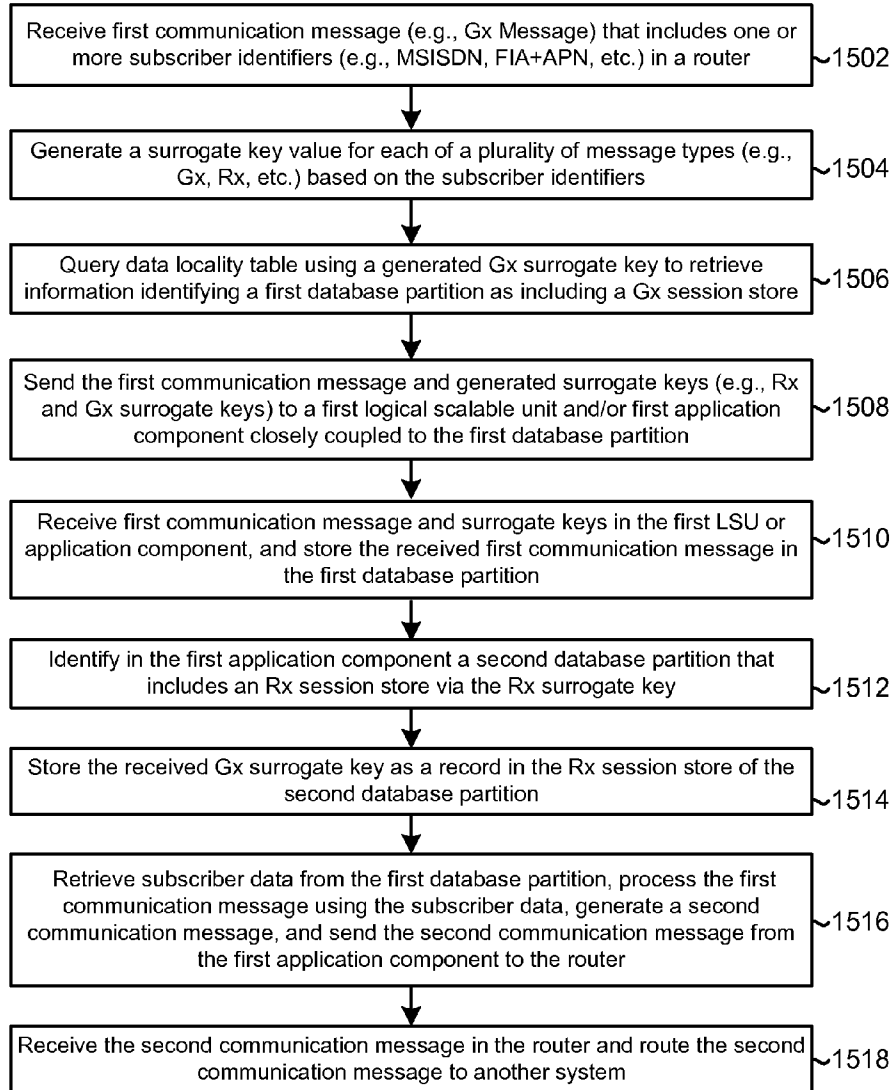 Receive first communication message (e.g., Gx Message) that includes one or
more subscriber identifiers (e.g., MSISDN, FIA+APN, etc.) in a router
1502
Generate a surrogate key value for each of a plurality of message types (e.g.,
Gx, Rx, etc.) based on the subscriber identifiers
1504
Query data locality table using a generated Gx surrogate key to retrieve
information identifying a first database partition as including a Gx session store
1506
Send the first communication message and generated surrogate keys (e.g., Rx
and Gx surrogate keys) to a first logical scalable unit and/or first application
component closely coupled to the first database partition
1508
Receive first communication message and surrogate keys in the first LSU or
application component, and store the received first communication message in
the first database partition
1510
Identify in the first application component a second database partition that
includes an Rx session store via the Rx surrogate key
1512
Store the received Gx surrogate key as a record in the Rx session store of the
second database partition
1514
Retrieve subscriber data from the first database partition, process the first
communication message using the subscriber data, generate a second
communication message, and send the second communication message from
the first application component to the router
1516
Receive the second communication message in the router and route the second
communication message to another system
1518